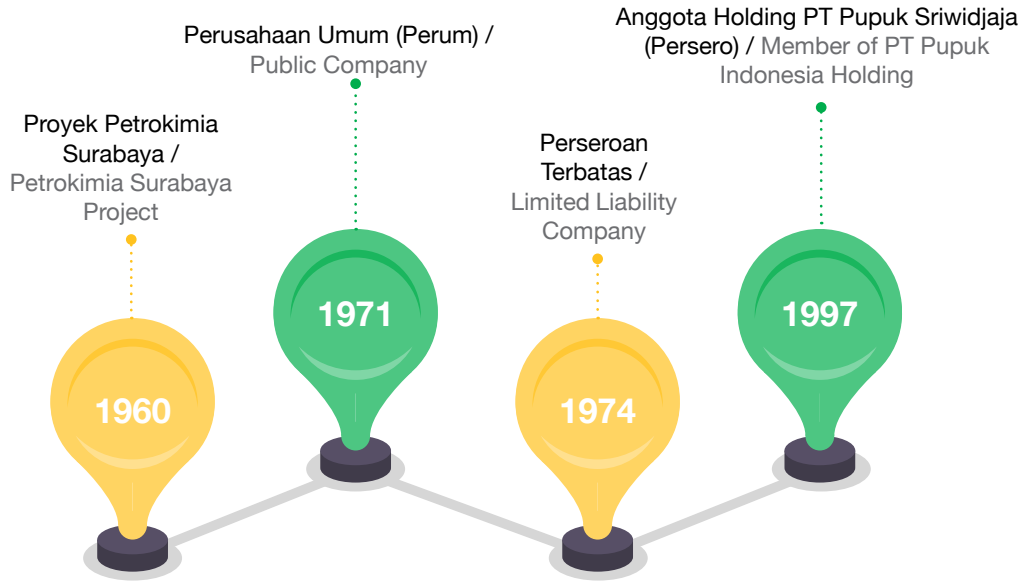 Proyek Petrokimia
Surabaya /
Petrokimia Surabaya
Project
1960
Perusahaan Umum (Perum) /
Public Company
1971
Perseroan
Terbatas /
Limited Liability
Company
1974
Anggota Holding PT Pupuk Sriwidjaja
(Persero) / Member of PT Pupuk
Indonesia Holding
1997